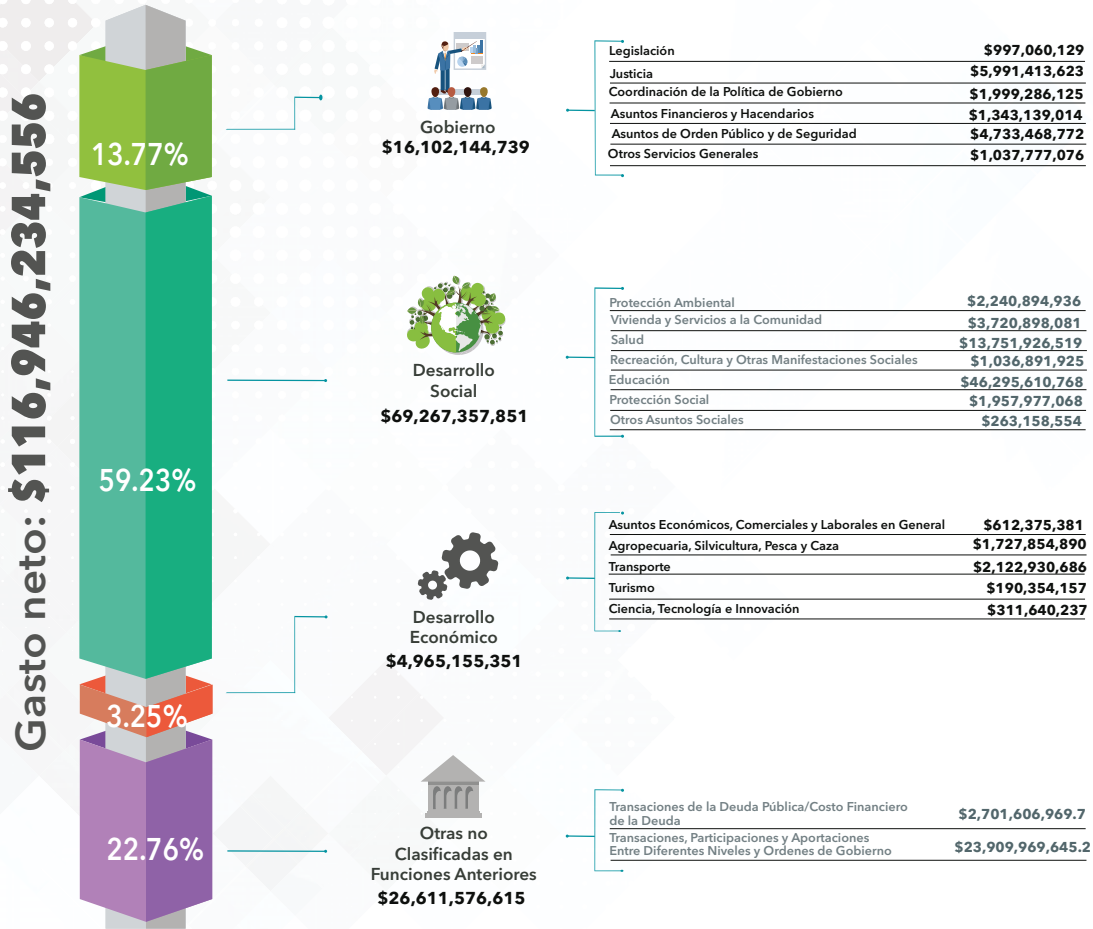 Gasto neto: $116,946,234,556
13.77%
Gobierno
$16,102,144,739
Legislación $997,060,129
Justicia $5,991,413,623
Coordinación de la Política de Gobierno $1,999,286,125
Asuntos Financieros y Hacendarios $1,343,139,014
Asuntos de Orden Público y de Seguridad $4,733,468,772
Otros Servicios Generales $1,037,777,076
59.23%
Desarrollo
Social
$69,267,357,851
Protección Ambiental $2,240,894,936
Vivienda y Servicios a la Comunidad $3,720,898,081
Salud $13,751,926,519
Recreación, Cultura y Otras Manifestaciones Sociales $1,036,891,925
Educación $46,295,610,768
Protección Social $1,957,977,068
Otros Asuntos Sociales $263,158,554
3.25%
Desarrollo
Económico
$4,965,155,351
Asuntos Económicos, Comerciales y Laborales en General $612,375,381
Agropecuaria, Silvicultura, Pesca y Caza $1,727,854,890
Transporte $2,122,930,686
Turismo $190,354,157
Ciencia, Tecnología e Innovación $311,640,237
22.76%
Otras no
Clasificadas en
Funciones Anteriores
$26,611,576,615
Transaciones de la Deuda Pública/Costo Financiero
de la Deuda $2,701,606,969.7
Transaciones, Participaciones y Aportaciones
Entre Diferentes Niveles y Ordenes de Gobierno $23,909,969,645.2